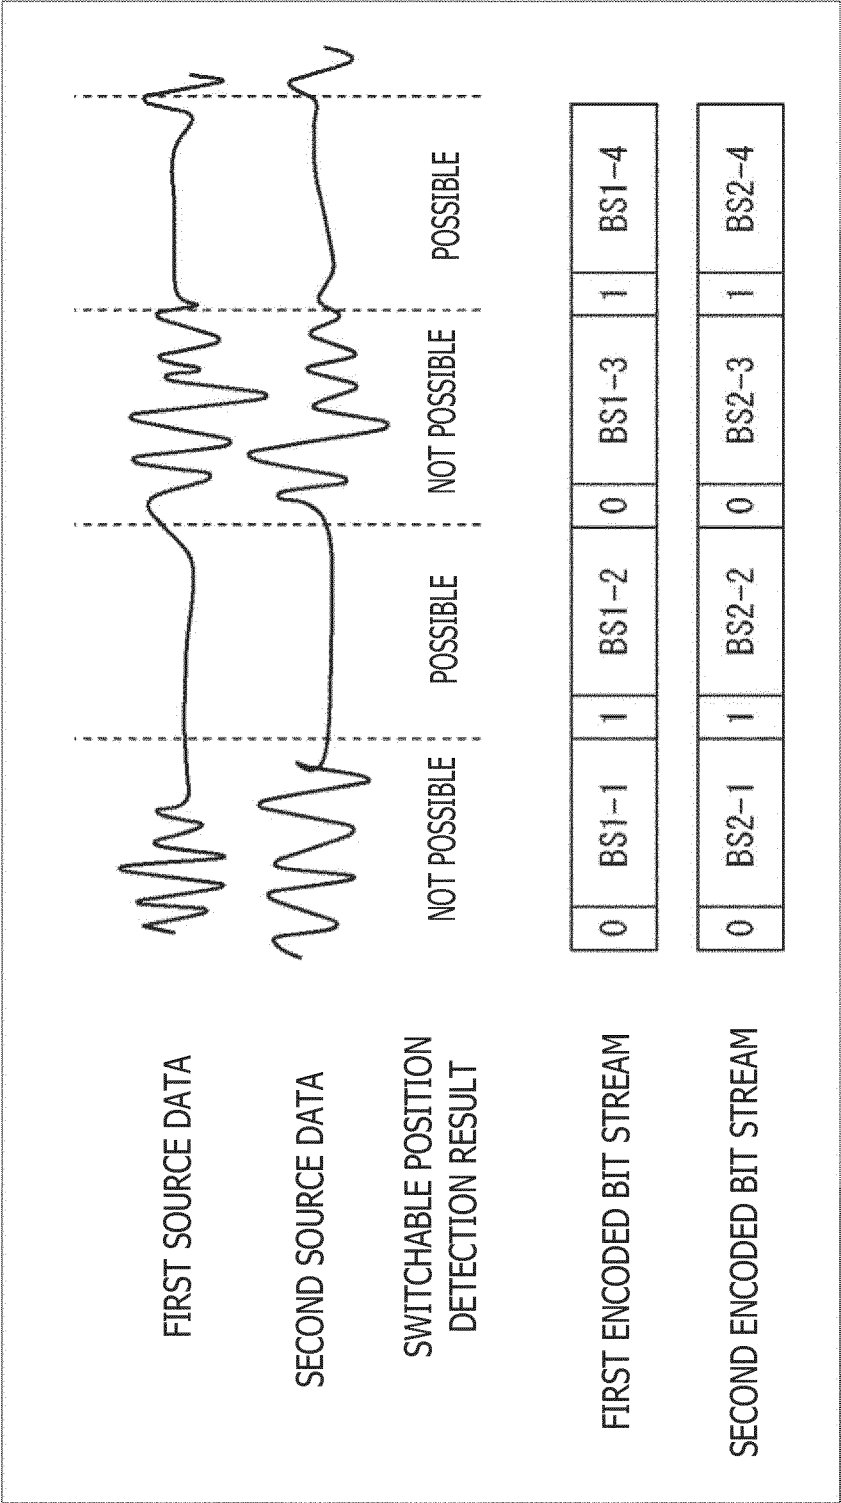 FIRST SOURCE DATA
SECOND SOURCE DATA
SWITCHABLE POSITION
DETECTION RESULT
NOT POSSIBLE
POSSIBLE
NOT POSSIBLE
POSSIBLE
FIRST ENCODED BIT STREAM
0 BS1-1 1 BS1-2 0 BS1-3 1 BS1-4
SECOND ENCODED BIT STREAM
0 BS2-1 1 BS2-2 0 BS2-3 1 BS2-4